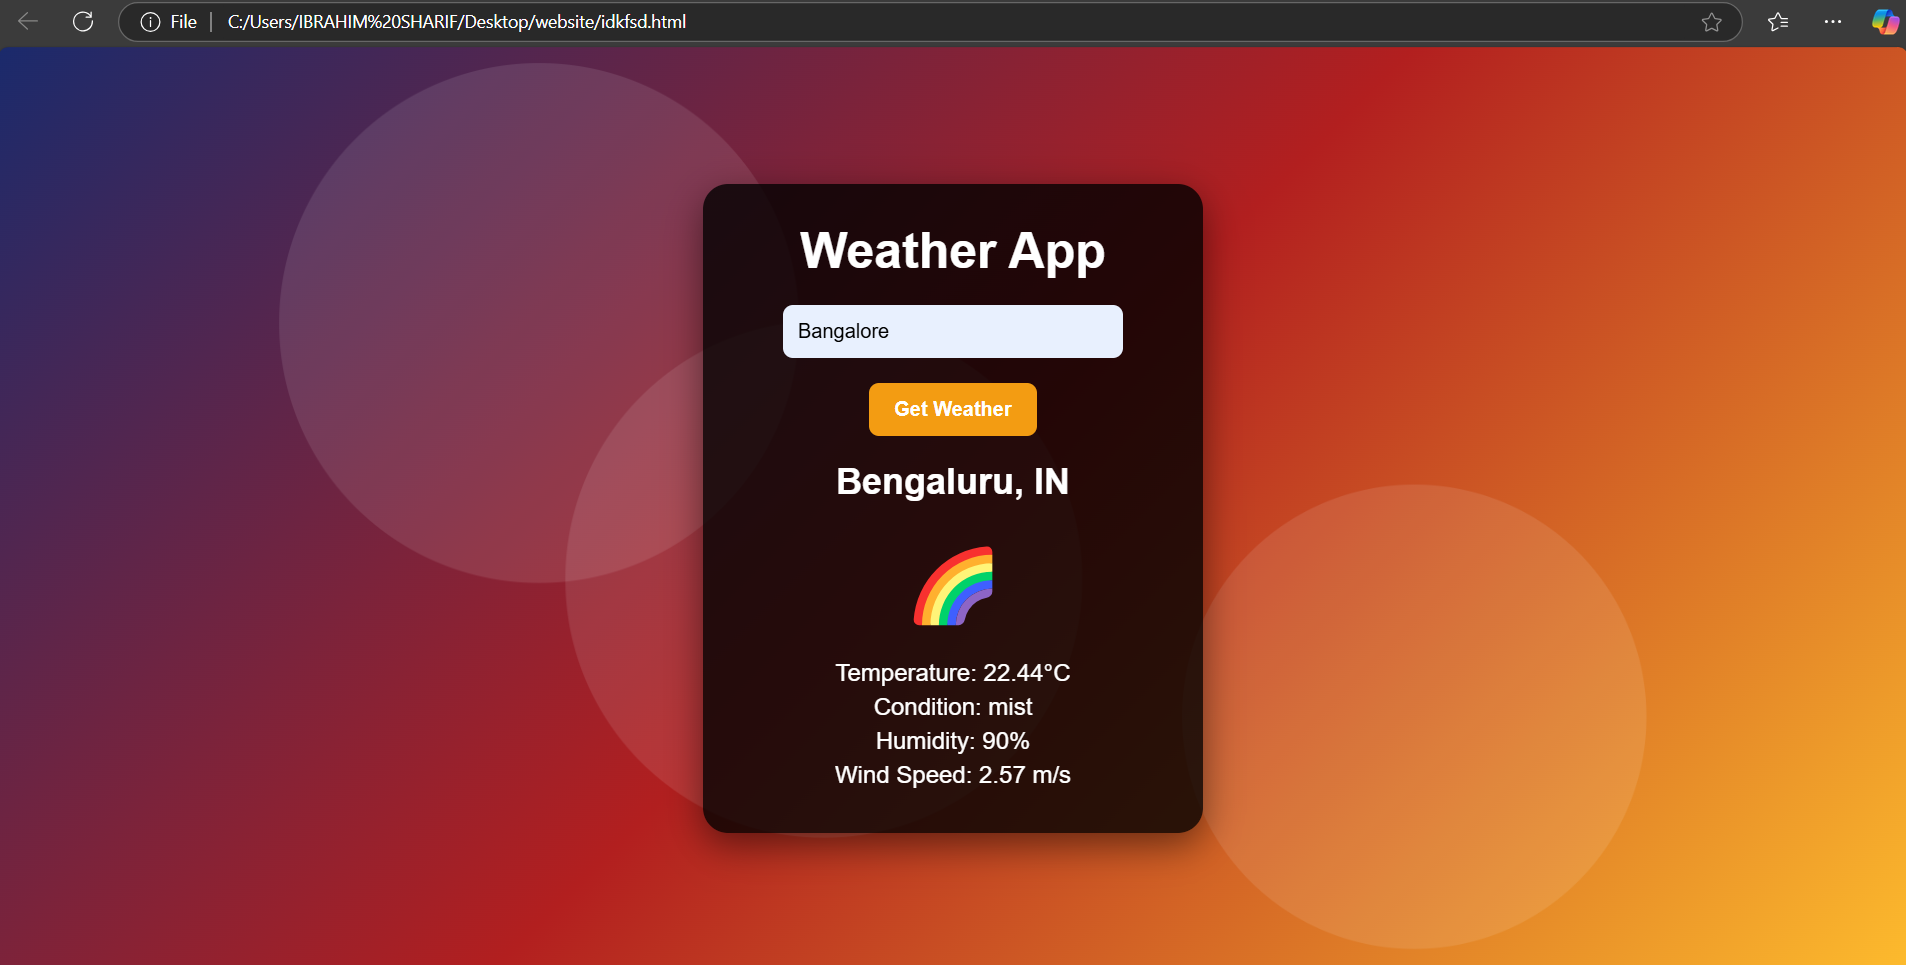 File | C:/Users/IBRAHIM%20SHARIF/Desktop/website/idkfsd.html
Weather App
Bangalore
Get Weather
Bengaluru, IN
Temperature: 22.44°C
Condition: mist
Humidity: 90%
Wind Speed: 2.57 m/s